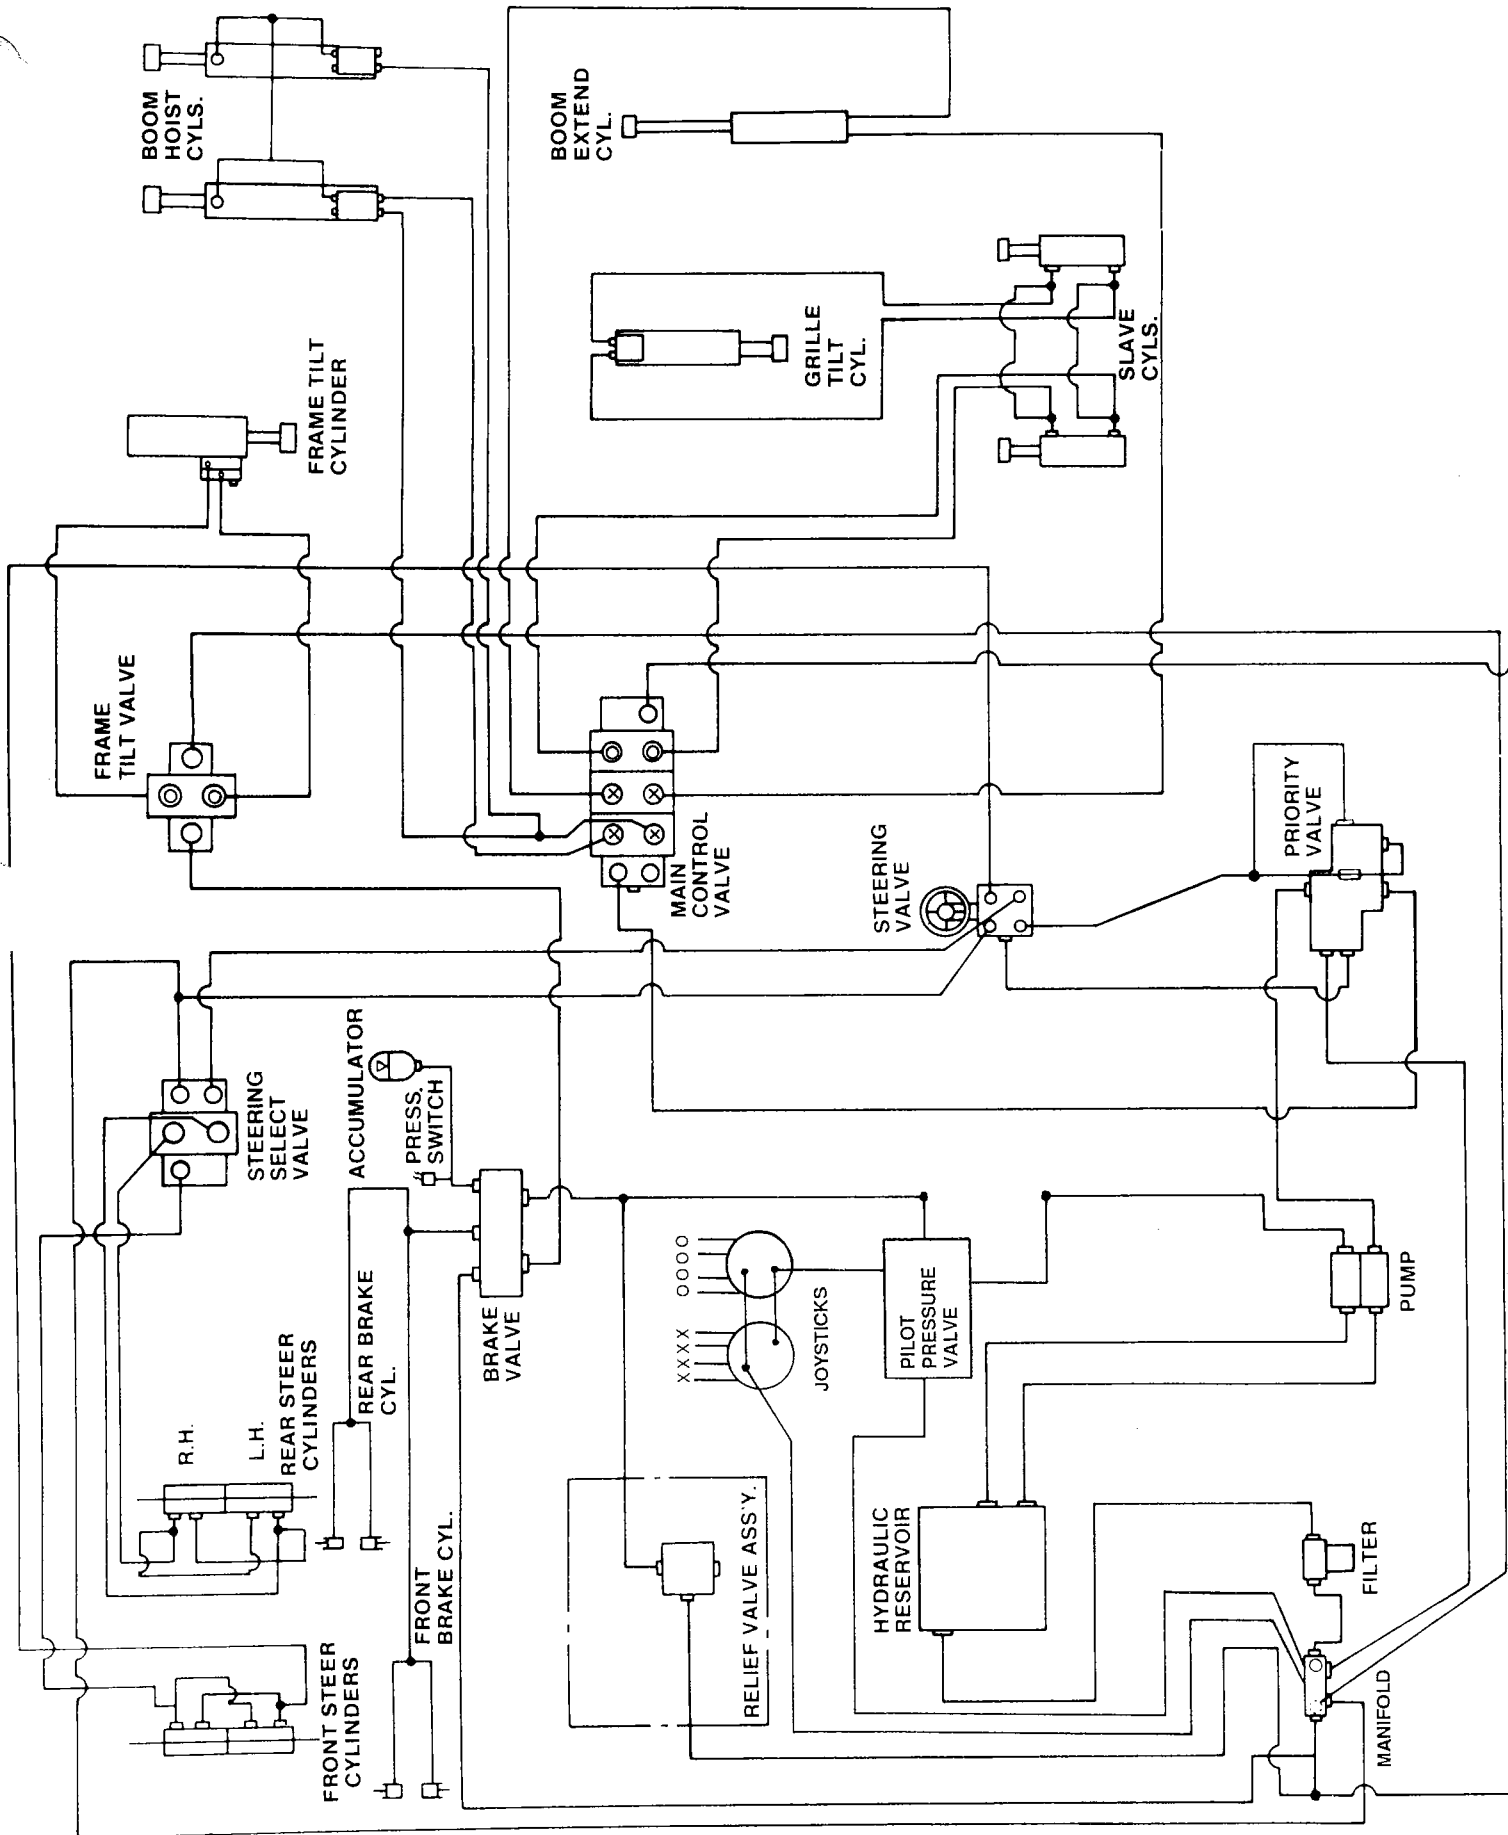 BOOM
HOIST
CYLS.
BOOM
EXTEND
CYL.
FRAME TILT
CYLINDER
GRILLE
TILT
CYL.
SLAVE
CYLS.
FRAME
TILT VALVE
MAIN
CONTROL
VALVE
STEERING
VALVE
PRIORITY
VALVE
STEERING
SELECT
VALVE
ACCUMULATOR
PRESS.
SWITCH
BRAKE
VALVE
REAR BRAKE
CYL.
R.H.
L.H.
REAR STEER
CYLINDERS
FRONT
BRAKE CYL.
FRONT STEER
CYLINDERS
OOOO
XXXX
JOYSTICKS
PILOT
PRESSURE
VALVE
PUMP
RELIEF VALVE ASS'Y.
HYDRAULIC
RESERVOIR
FILTER
MANIFOLD